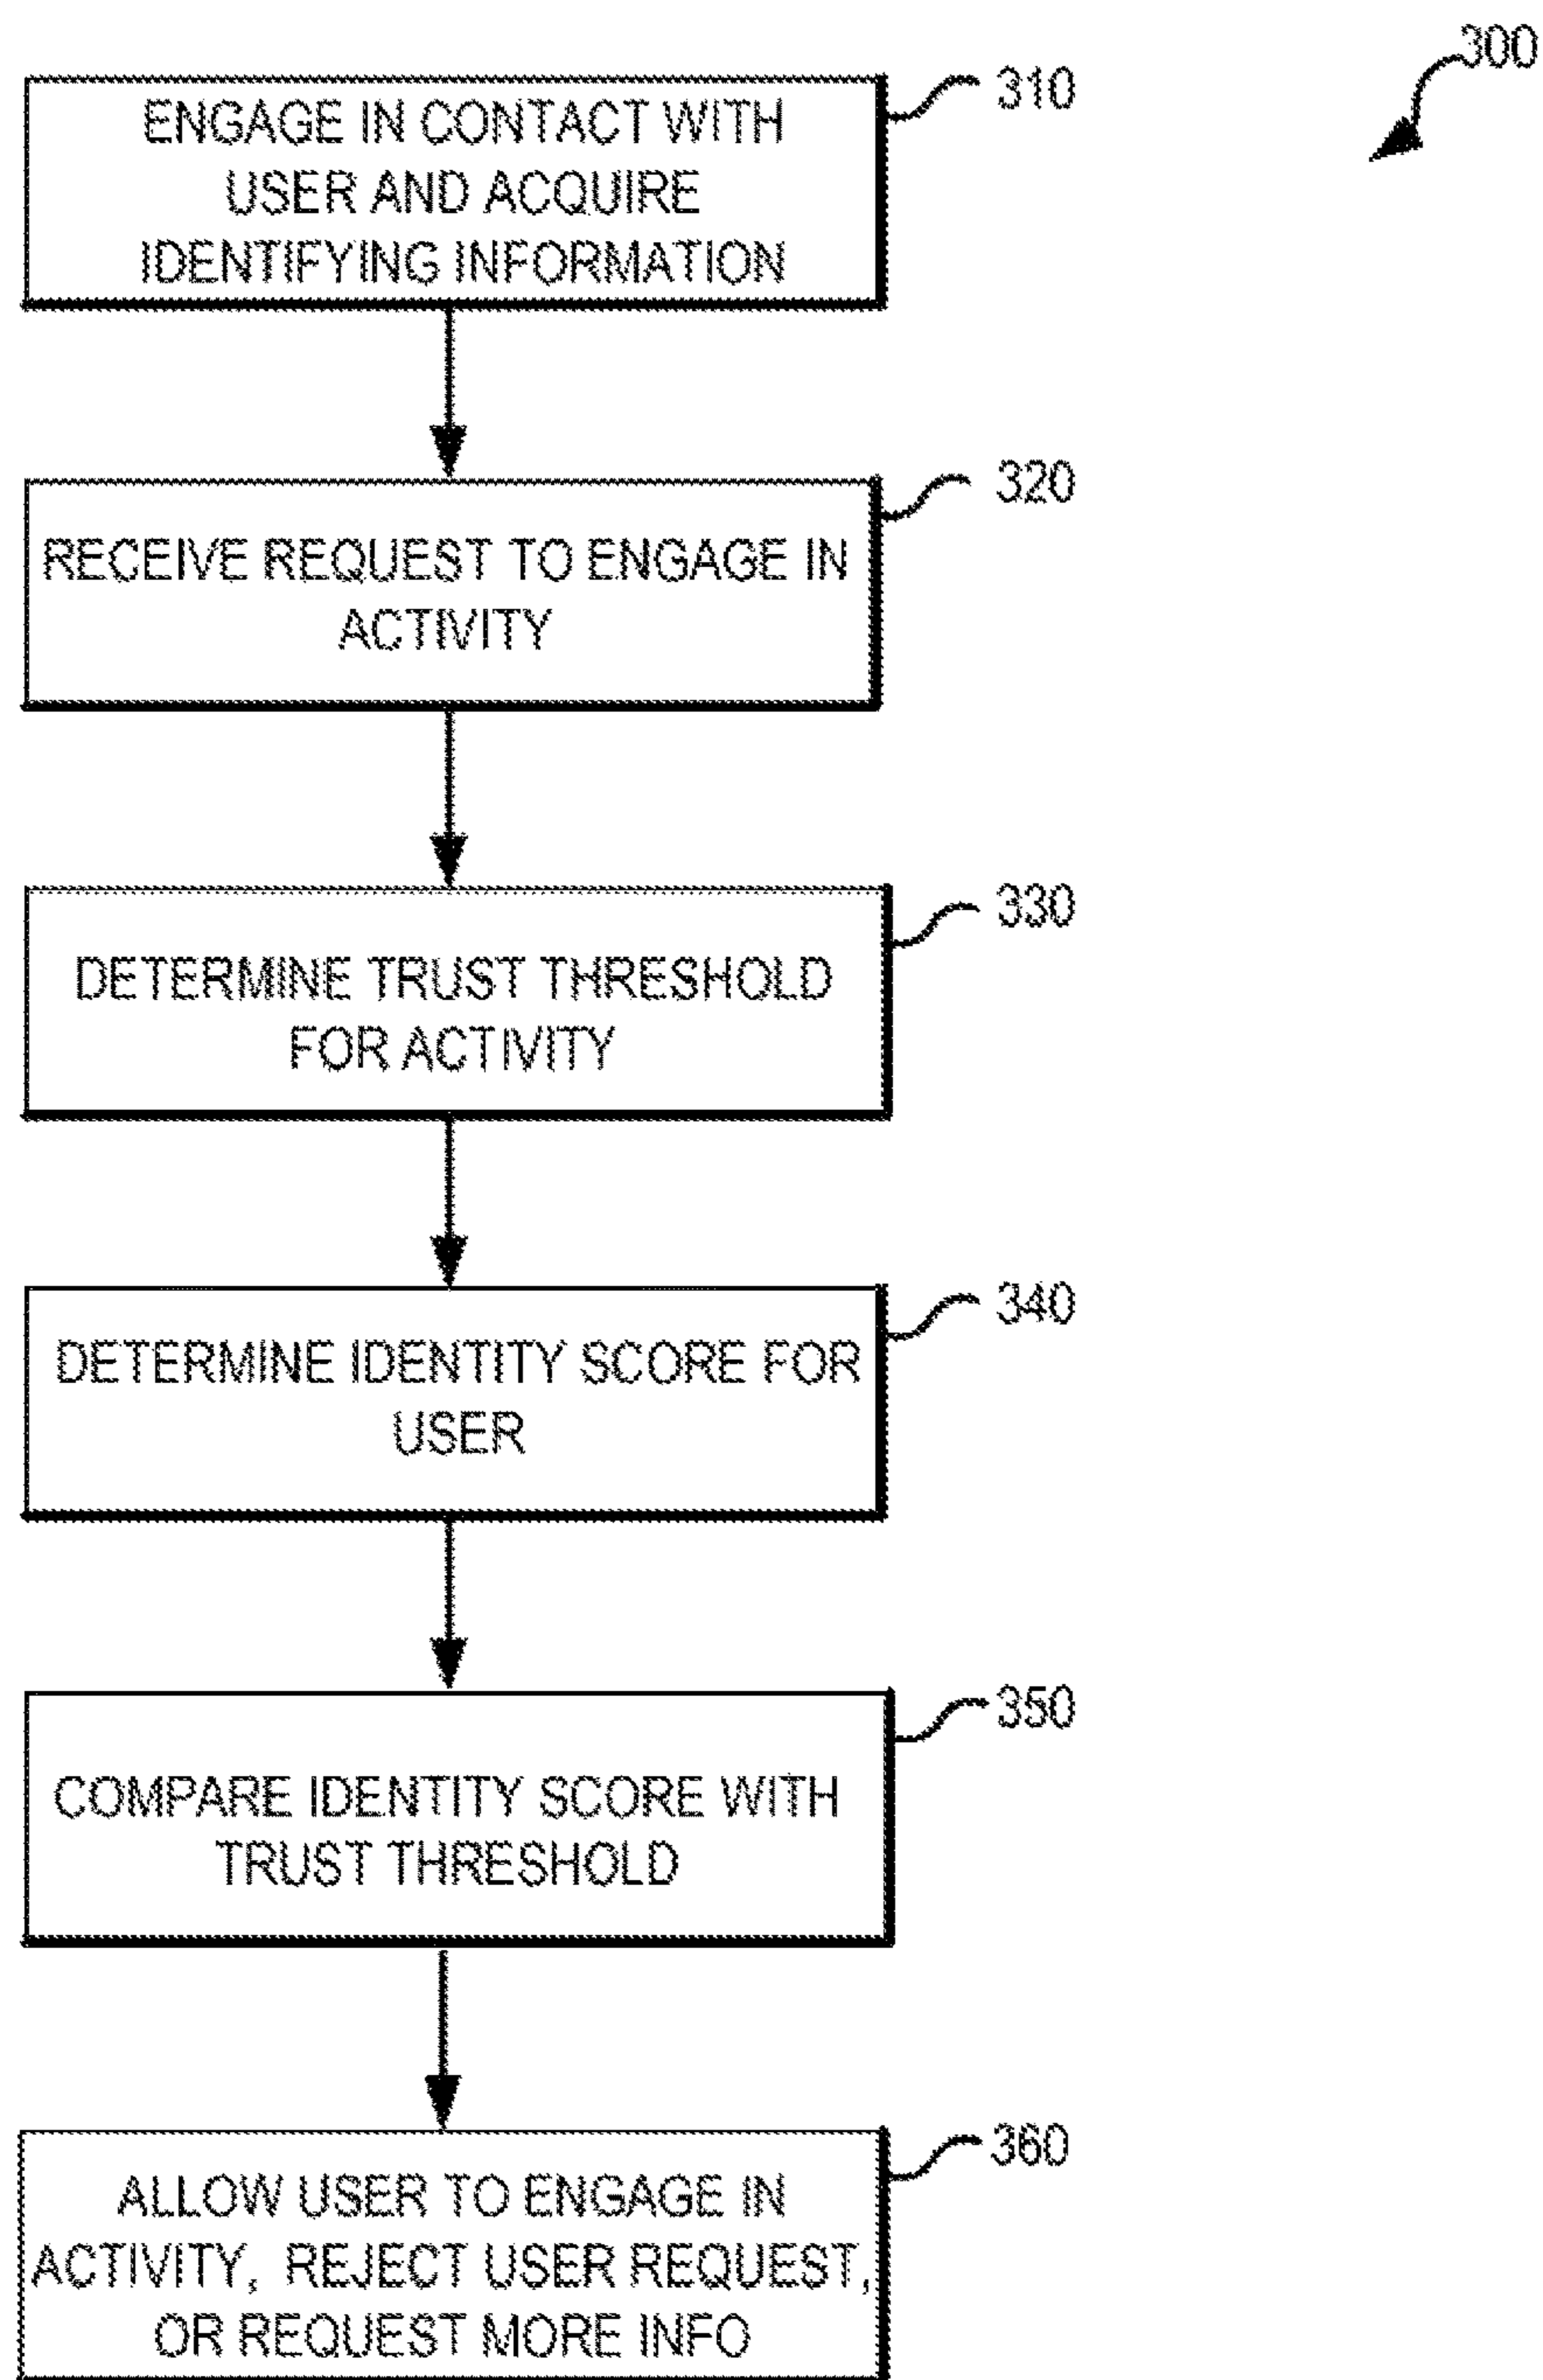 300
310
ENGAGE IN CONTACT WITH
USER AND ACQUIRE
IDENTIFYING INFORMATION
320
RECEIVE REQUEST TO ENGAGE IN
ACTIVITY
330
DETERMINE TRUST THRESHOLD
FOR ACTIVITY
340
DETERMINE IDENTITY SCORE FOR
USER
350
COMPARE IDENTITY SCORE WITH
TRUST THRESHOLD
360
ALLOW USER TO ENGAGE IN
ACTIVITY, REJECT USER REQUEST,
OR REQUEST MORE INFO